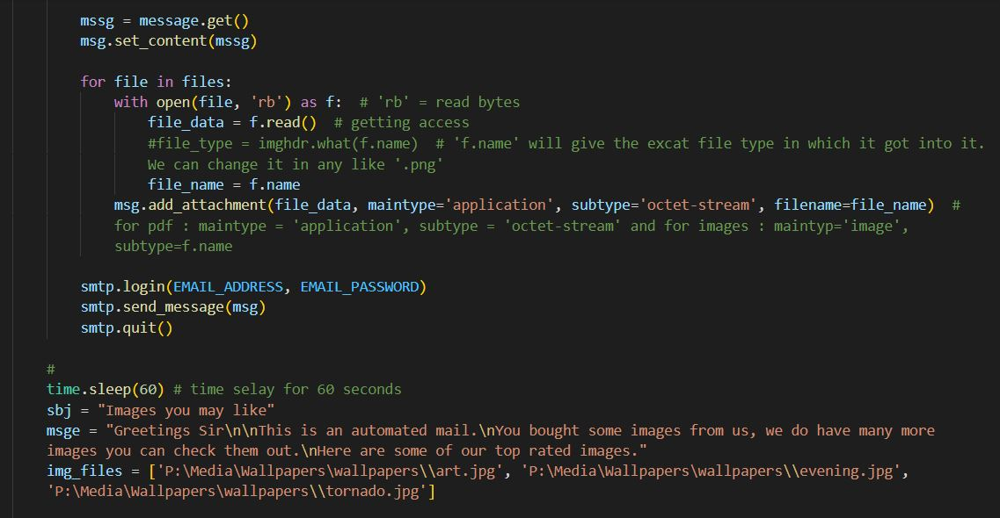 mssg = message.get()
msg.set_content(mssg)
for file in files:
with open(file, 'rb') as f:  # 'rb' = read bytes
file_data = f.read()  # getting access
#file_type = imghdr.what(f.name)  # 'f.name' will give the excat file type in which it got into it.
We can change it in any like '.png'
file_name = f.name
msg.add_attachment(file_data, maintype='application', subtype='octet-stream', filename=file_name)  #
for pdf : maintype = 'application', subtype = 'octet-stream' and for images : maintyp='image',
subtype=f.name
smtp.login(EMAIL_ADDRESS, EMAIL_PASSWORD)
smtp.send_message(msg)
smtp.quit()
#
time.sleep(60) # time selay for 60 seconds
sbj = "Images you may like"
msge = "Greetings Sir\n\nThis is an automated mail.\nYou bought some images from us, we do have many more
images you can check them out.\nHere are some of our top rated images."
img_files = ['P:\Media\Wallpapers\wallpapers\\art.jpg', 'P:\Media\Wallpapers\wallpapers\\evening.jpg',
'P:\Media\Wallpapers\wallpapers\\tornado.jpg']